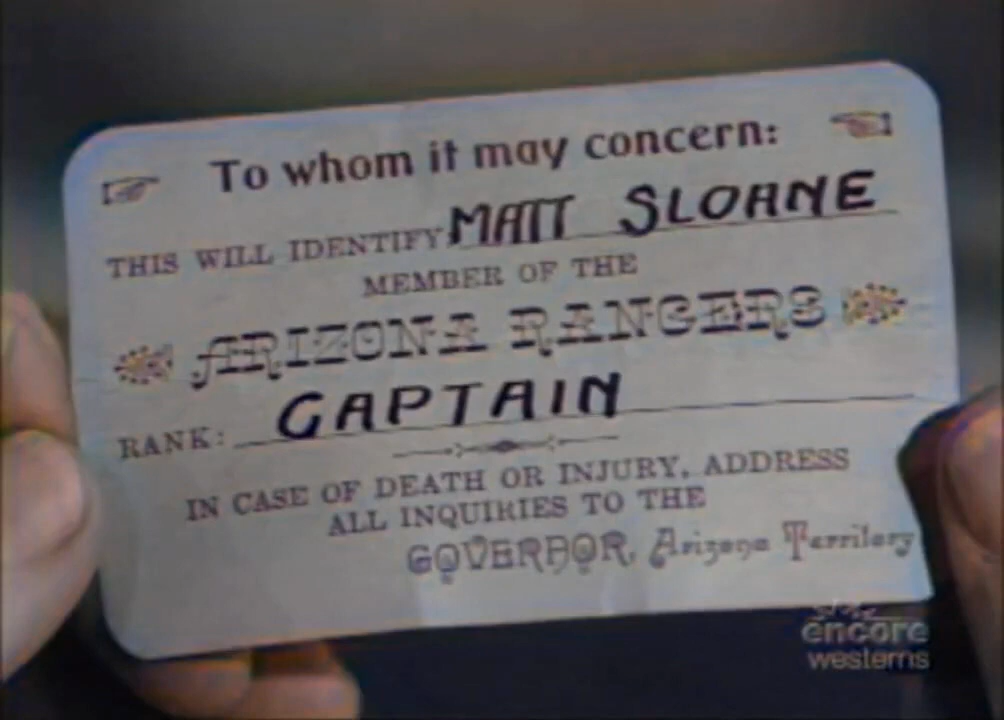 To whom it may concern:
THIS WILL IDENTIFY MATT SLOANE
MEMBER OF THE
ARIZONA RANGERS
RANK: CAPTAIN
IN CASE OF DEATH OR INJURY, ADDRESS
ALL INQUIRIES TO THE
GOVERNOR, Arizona Territory
encore
westerns